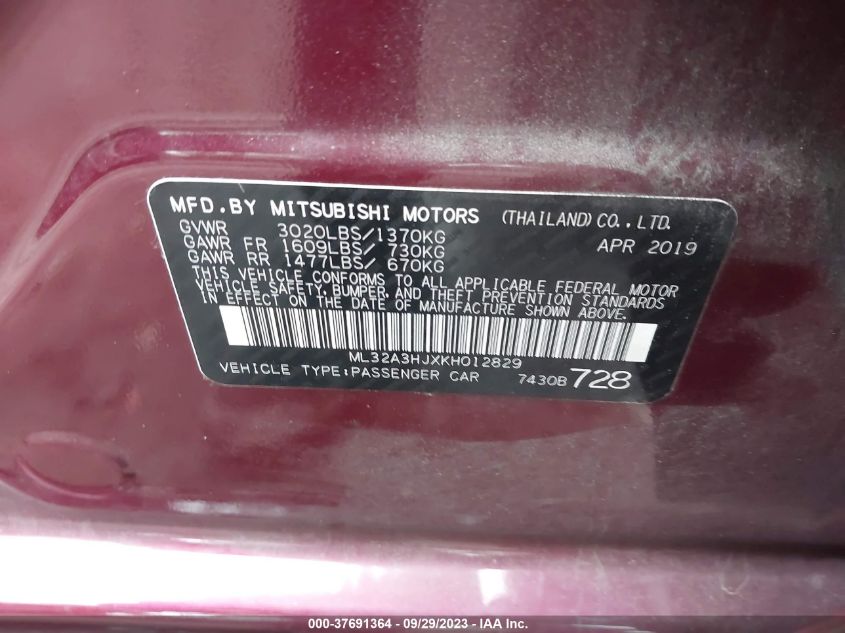 MFD.BY MITSUBISHI MOTORS (THAILAND) CO., LTD.
GVWR 3020LBS/1370KG APR 2019
GAWR FR 1609LBS/ 730KG
GAWR RR 1477LBS/ 670KG
THIS VEHICLE CONFORMS TO ALL APPLICABLE FEDERAL MOTOR
VEHICLE SAFETY, BUMPER, AND THEFT PREVENTION STANDARDS
IN EFFECT ON THE DATE OF MANUFACTURE SHOWN ABOVE.
ML32A3HJXKH012829
VEHICLE TYPE:PASSENGER CAR 7430B 728
000-37691364 - 09/29/2023 - IAA Inc.